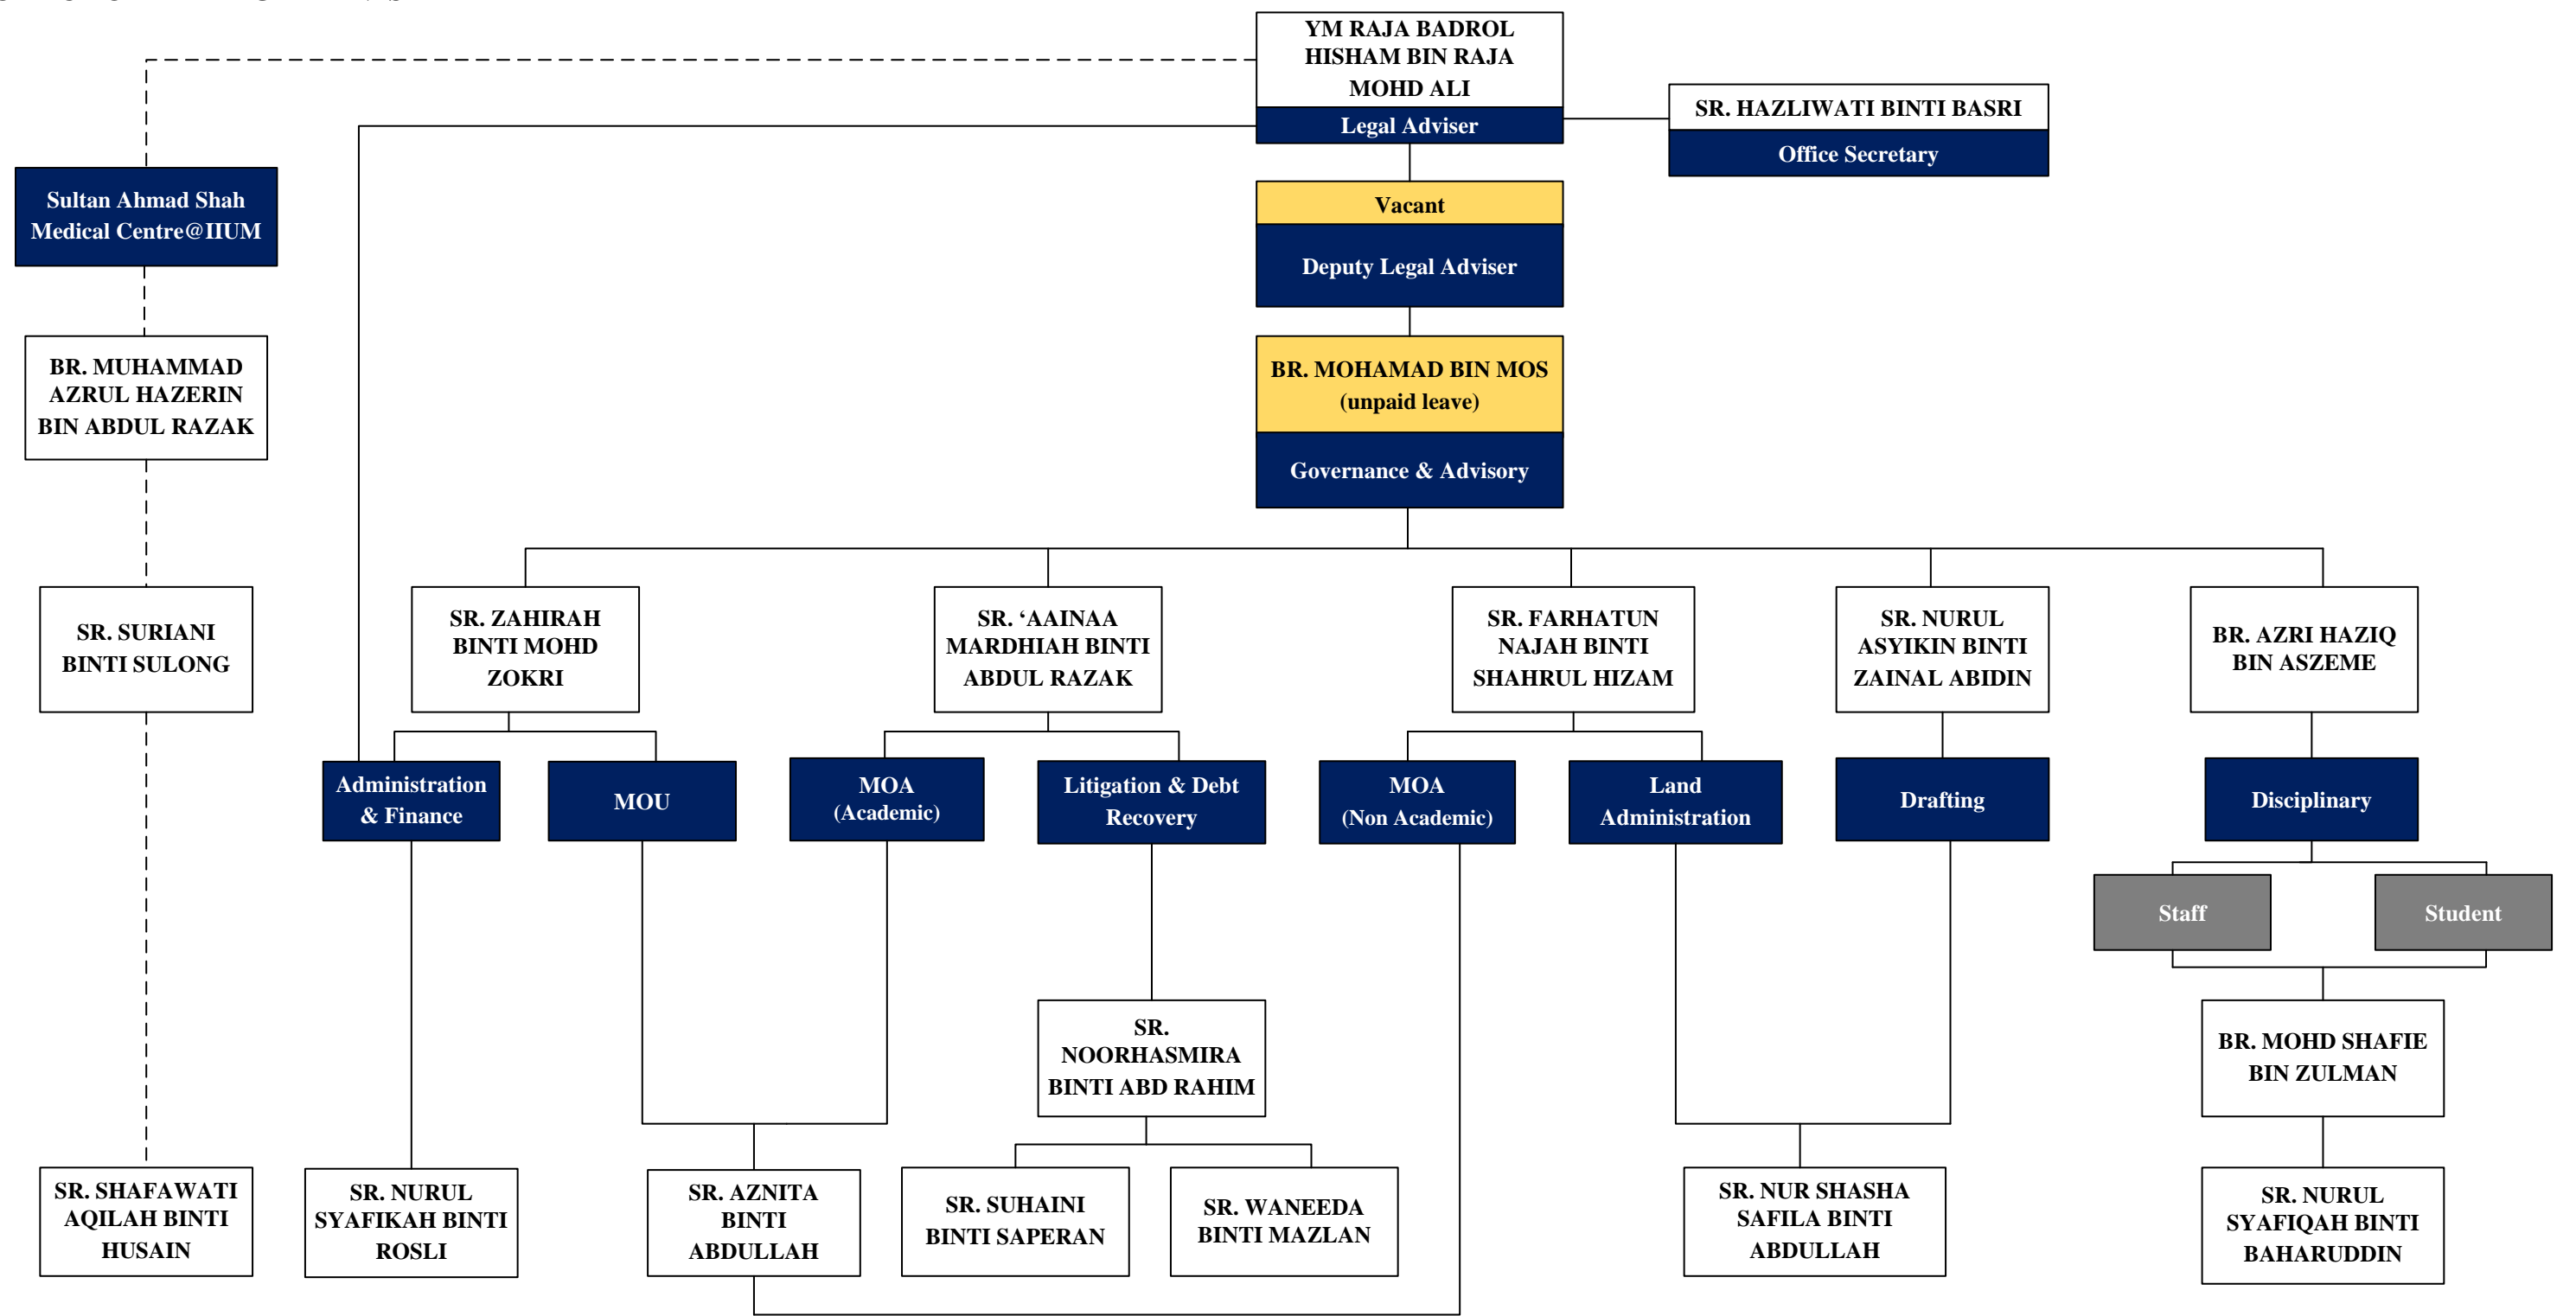 YM RAJA BADROL
HISHAM BIN RAJA
MOHD ALI
Legal Adviser
SR. HAZLIWATI BINTI BASRI
Office Secretary
Vacant
Deputy Legal Adviser
BR. MOHAMAD BIN MOS
(unpaid leave)
Governance & Advisory
Sultan Ahmad Shah
Medical Centre@IIUM
BR. MUHAMMAD
AZRUL HAZERIN
BIN ABDUL RAZAK
SR. SURIANI
BINTI SULONG
SR. SHAFAWATI
AQILAH BINTI
HUSAIN
SR. ZAHIRAH
BINTI MOHD
ZOKRI
SR. ‘AAINAA
MARDHIAH BINTI
ABDUL RAZAK
SR. FARHATUN
NAJAH BINTI
SHAHRUL HIZAM
SR. NURUL
ASYIKIN BINTI
ZAINAL ABIDIN
BR. AZRI HAZIQ
BIN ASZEME
Administration
& Finance
MOU
MOA
(Academic)
Litigation & Debt
Recovery
MOA
(Non Academic)
Land
Administration
Drafting
Disciplinary
Staff
Student
SR.
NOORHASMIRA
BINTI ABD RAHIM
BR. MOHD SHAFIE
BIN ZULMAN
SR. NURUL
SYAFIKAH BINTI
ROSLI
SR. AZNITA
BINTI
ABDULLAH
SR. SUHAINI
BINTI SAPERAN
SR. WANEEDA
BINTI MAZLAN
SR. NUR SHASHA
SAFILA BINTI
ABDULLAH
SR. NURUL
SYAFIQAH BINTI
BAHARUDDIN